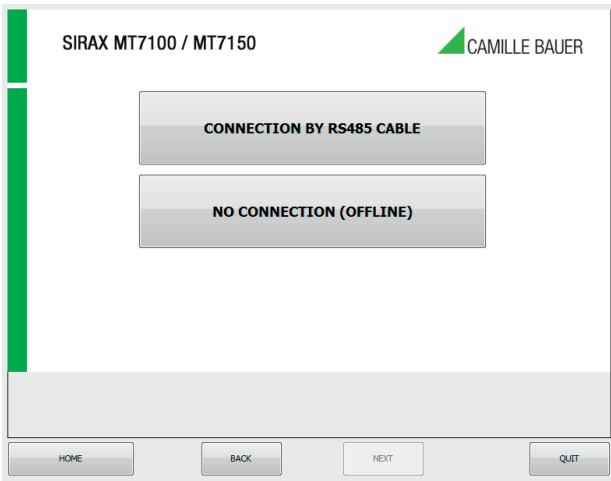 SIRAX MT7100 / MT7150
CAMILLE BAUER
CONNECTION BY RS485 CABLE
NO CONNECTION (OFFLINE)
HOME
BACK
NEXT
QUIT